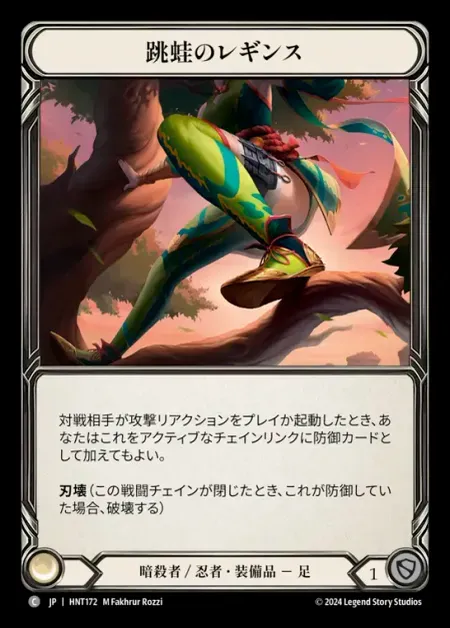 跳蛙のレギンス
対戦相手が攻撃リアクションをプレイか起動したとき、あ
なたはこれをアクティブなチェインリンクに防御カードと
して加えてもよい。
刃壊（この戦闘チェインが閉じたとき、これが防御してい
た場合、破壊する）
暗殺者 / 忍者・装備品 － 足
1
C JP | HNT172 M Fakhrur Rozzi
© 2024 Legend Story Studios